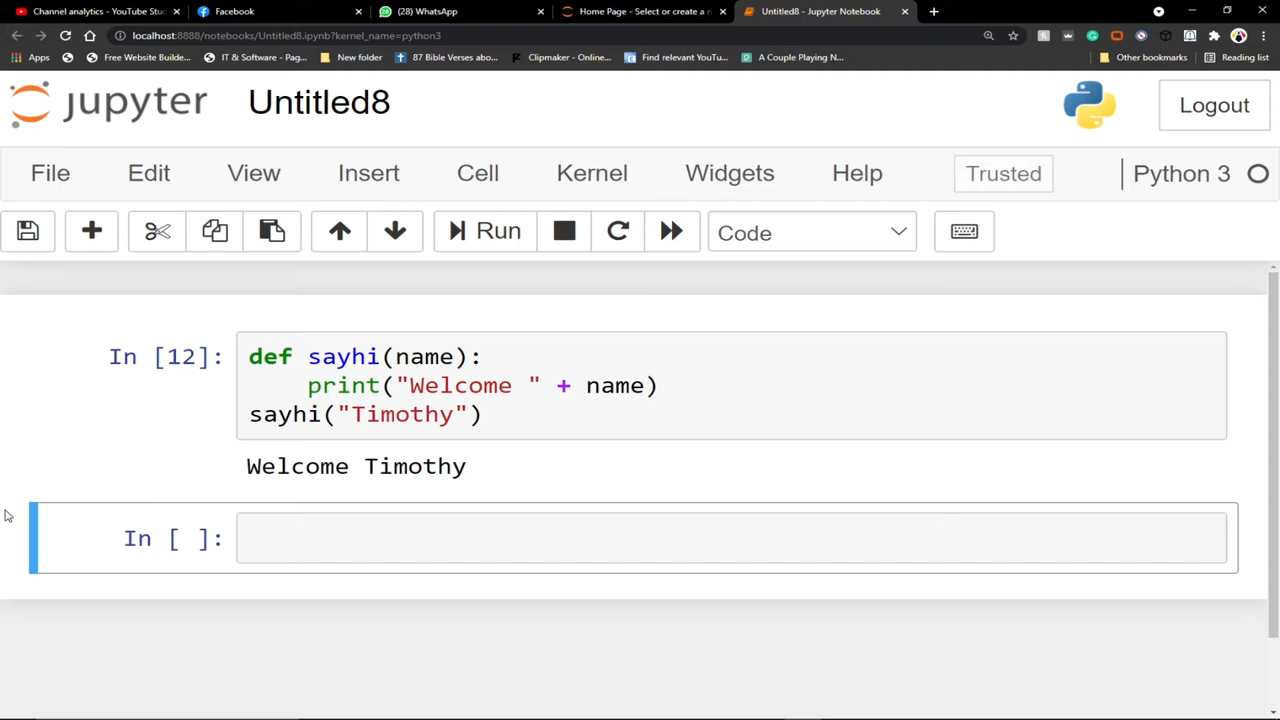 Channel analytics - YouTube Stu
Facebook
(28) WhatsApp
Home Page - Select or create a n
Untitled8 - Jupyter Notebook
localhost:8888/notebooks/Untitled8.ipynb?kernel_name=python3
Apps
Free Website Builde...
IT & Software - Pag...
New folder
87 Bible Verses abo...
Clipmaker - Online...
Find relevant YouTu...
A Couple Playing N...
Other bookmarks
Reading list
jupyter Untitled8
Logout
File Edit View Insert Cell Kernel Widgets Help
Trusted
Python 3
Run
Code
In [12]: def sayhi(name):
print("Welcome " + name)
sayhi("Timothy")
Welcome Timothy
In [ ]: